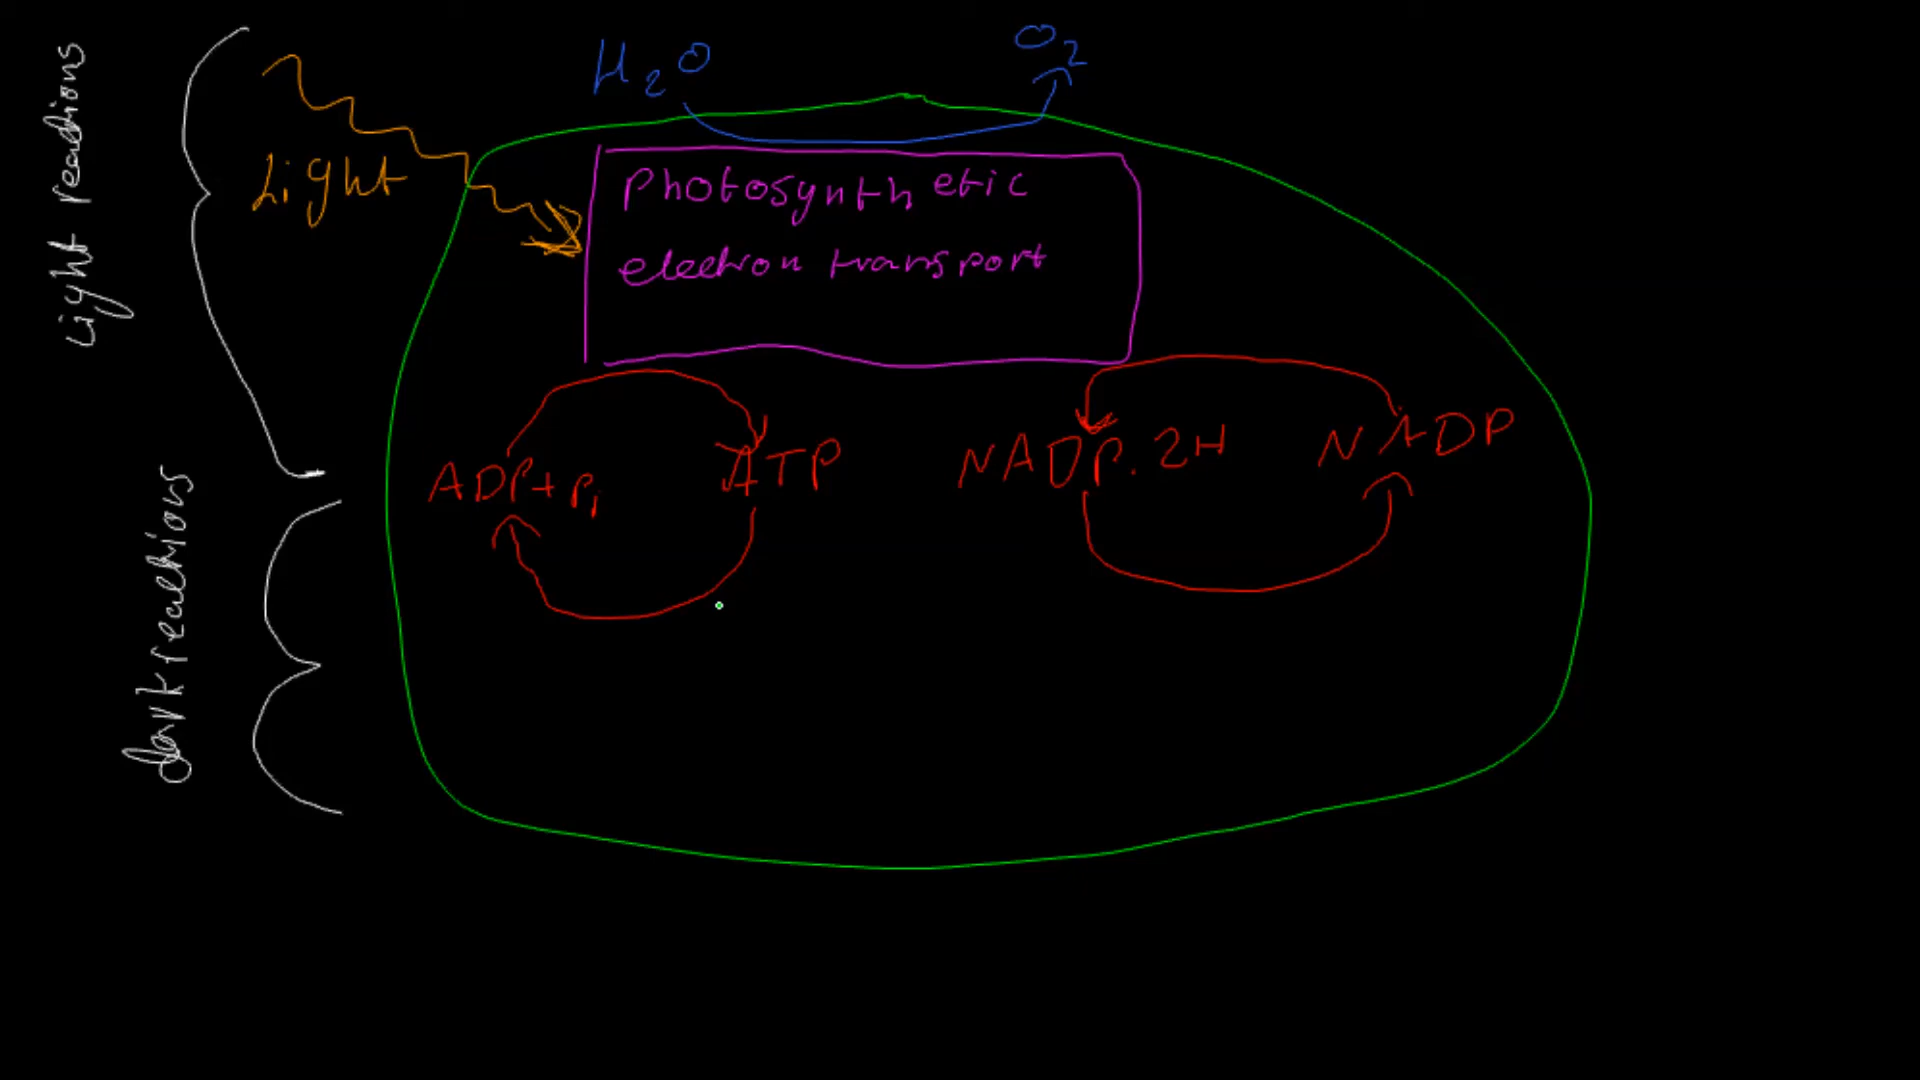 Light reactions
H2O
O2
Light
Photosynthetic
electron transport
ADP + Pi
ATP
NADP.2H
NADP
Dark reactions